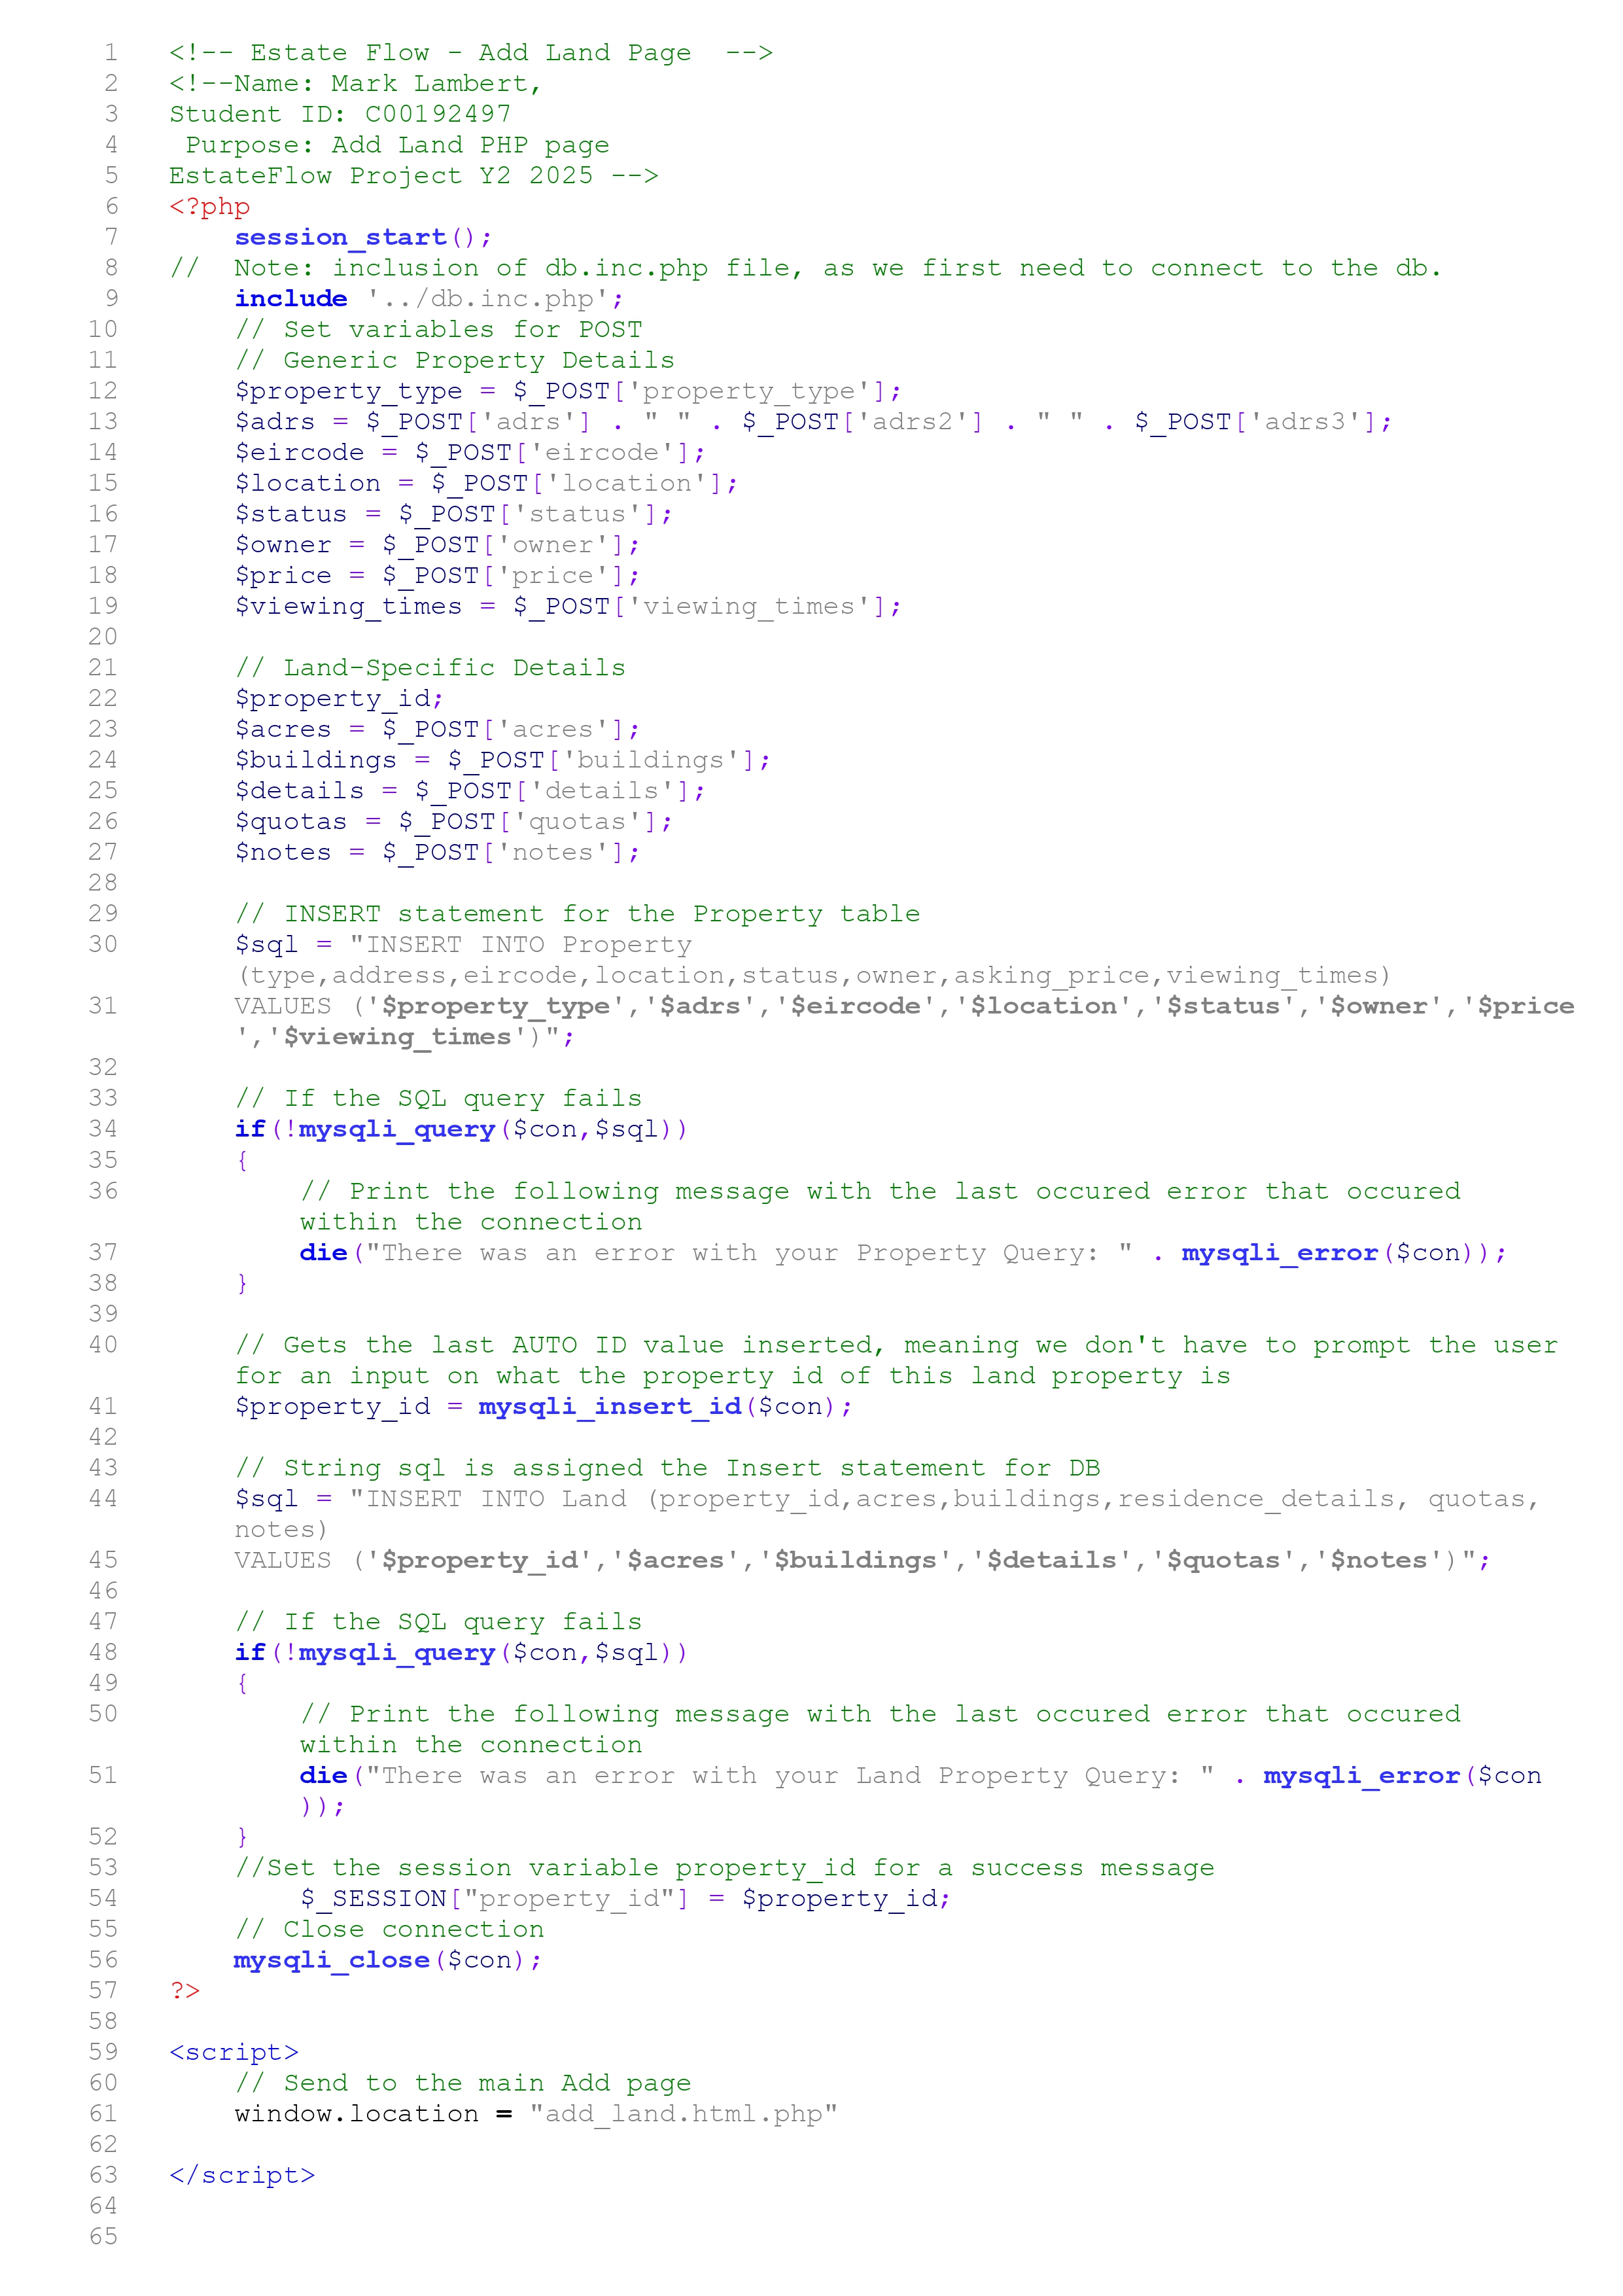 1 <!-- Estate Flow - Add Land Page  -->
2 <!--Name: Mark Lambert,
3 Student ID: C00192497
4  Purpose: Add Land PHP page
5 EstateFlow Project Y2 2025 -->
6 <?php
7     session_start();
8 //  Note: inclusion of db.inc.php file, as we first need to connect to the db.
9     include '../db.inc.php';
10     // Set variables for POST
11     // Generic Property Details
12     $property_type = $_POST['property_type'];
13     $adrs = $_POST['adrs'] . " " . $_POST['adrs2'] . " " . $_POST['adrs3'];
14     $eircode = $_POST['eircode'];
15     $location = $_POST['location'];
16     $status = $_POST['status'];
17     $owner = $_POST['owner'];
18     $price = $_POST['price'];
19     $viewing_times = $_POST['viewing_times'];
20
21     // Land-Specific Details
22     $property_id;
23     $acres = $_POST['acres'];
24     $buildings = $_POST['buildings'];
25     $details = $_POST['details'];
26     $quotas = $_POST['quotas'];
27     $notes = $_POST['notes'];
28
29     // INSERT statement for the Property table
30     $sql = "INSERT INTO Property
(type,address,eircode,location,status,owner,asking_price,viewing_times)
31     VALUES ('$property_type','$adrs','$eircode','$location','$status','$owner','$price
','$viewing_times')";
32
33     // If the SQL query fails
34     if(!mysqli_query($con,$sql))
35     {
36         // Print the following message with the last occured error that occured
within the connection
37         die("There was an error with your Property Query: " . mysqli_error($con));
38     }
39
40     // Gets the last AUTO ID value inserted, meaning we don't have to prompt the user
for an input on what the property id of this land property is
41     $property_id = mysqli_insert_id($con);
42
43     // String sql is assigned the Insert statement for DB
44     $sql = "INSERT INTO Land (property_id,acres,buildings,residence_details, quotas,
notes)
45     VALUES ('$property_id','$acres','$buildings','$details','$quotas','$notes')";
46
47     // If the SQL query fails
48     if(!mysqli_query($con,$sql))
49     {
50         // Print the following message with the last occured error that occured
within the connection
51         die("There was an error with your Land Property Query: " . mysqli_error($con
));
52     }
53     //Set the session variable property_id for a success message
54         $_SESSION["property_id"] = $property_id;
55     // Close connection
56     mysqli_close($con);
57 ?>
58
59 <script>
60     // Send to the main Add page
61     window.location = "add_land.html.php"
62
63 </script>
64
65